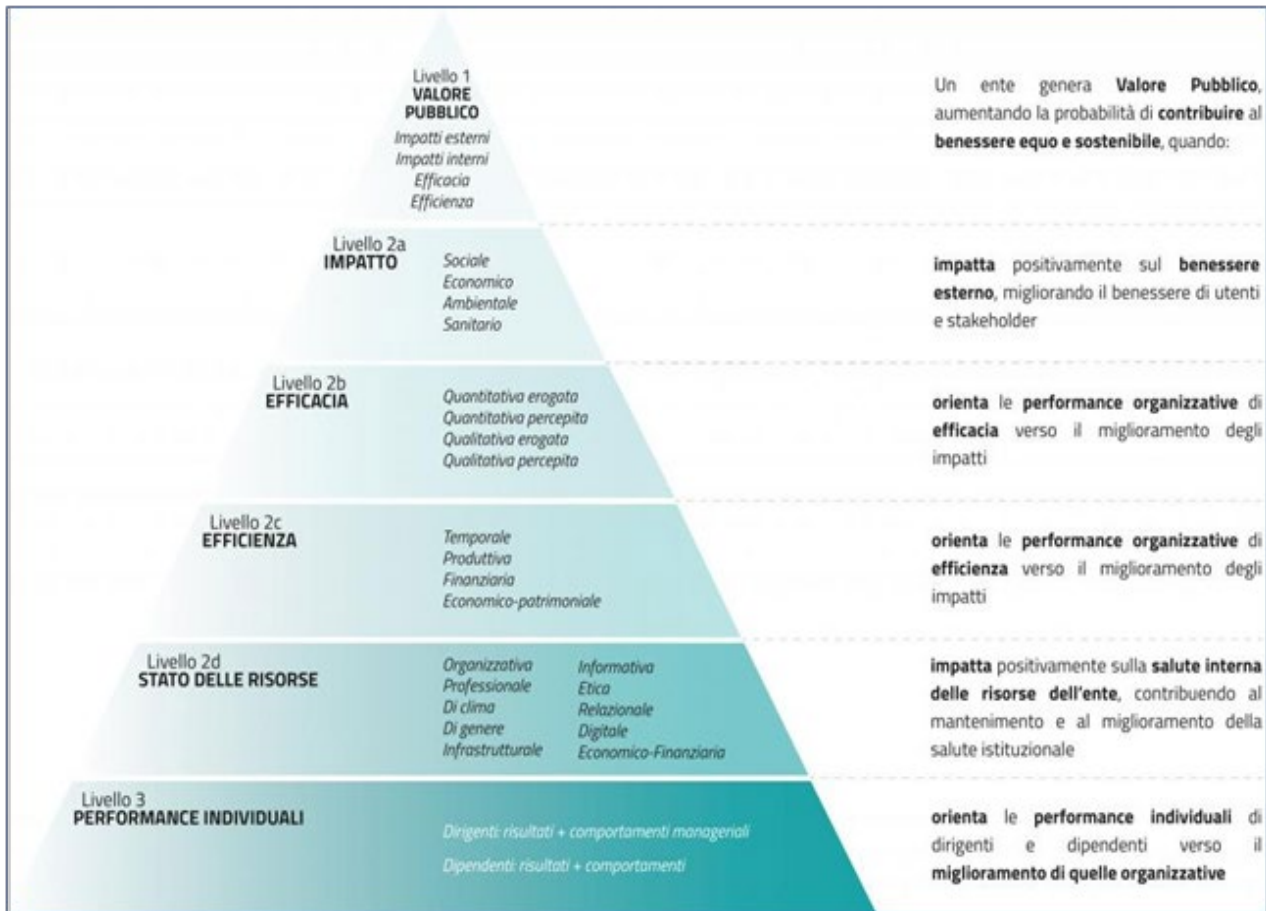 Livello 1
VALORE
PUBBLICO
Impatti esterni
Impatti interni
Efficacia
Efficienza
Un ente genera Valore Pubblico,
aumentando la probabilità di contribuire al
benessere equo e sostenibile, quando:
Livello 2a
IMPATTO
Sociale
Economico
Ambientale
Sanitario
impatta positivamente sul benessere
esterno, migliorando il benessere di utenti
e stakeholder
Livello 2b
EFFICACIA
Quantitativa erogata
Quantitativa percepita
Qualitativa erogata
Qualitativa percepita
orienta le performance organizzative di
efficacia verso il miglioramento degli
impatti
Livello 2c
EFFICIENZA
Temporale
Produttiva
Finanziaria
Economico-patrimoniale
orienta le performance organizzative di
efficienza verso il miglioramento degli
impatti
Livello 2d
STATO DELLE RISORSE
Organizzativa
Professionale
Di clima
Di genere
Infrastrutturale
Informativa
Etica
Relazionale
Digitale
Economico-Finanziaria
impatta positivamente sulla salute interna
delle risorse dell'ente, contribuendo al
mantenimento e al miglioramento della
salute istituzionale
Livello 3
PERFORMANCE INDIVIDUALI
Dirigenti: risultati + comportamenti manageriali
Dipendenti: risultati + comportamenti
orienta le performance individuali di
dirigenti e dipendenti verso il
miglioramento di quelle organizzative